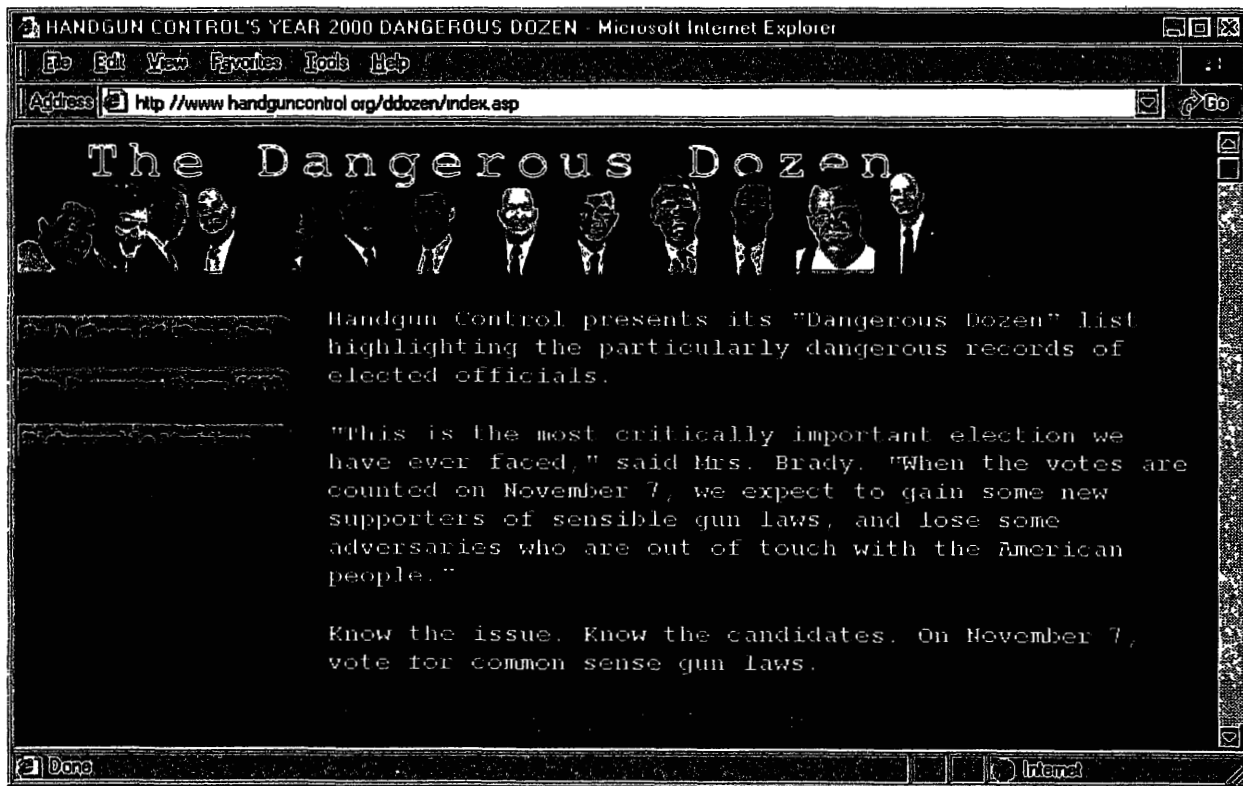 HANDGUN CONTROL'S YEAR 2000 DANGEROUS DOZEN - Microsoft Internet Explorer
File Edit View Favorites Tools Help
Address http //www handguncontrol org/ddozen/index.asp Go
The Dangerous Dozen
Handgun Control presents its "Dangerous Dozen" list
highlighting the particularly dangerous records of
elected officials.
"This is the most critically important election we
have ever faced," said Mrs. Brady. "When the votes are
counted on November 7, we expect to gain some new
supporters of sensible gun laws, and lose some
adversaries who are out of touch with the American
people."
Know the issue. Know the candidates. On November 7,
vote for common sense gun laws.
Done Internet